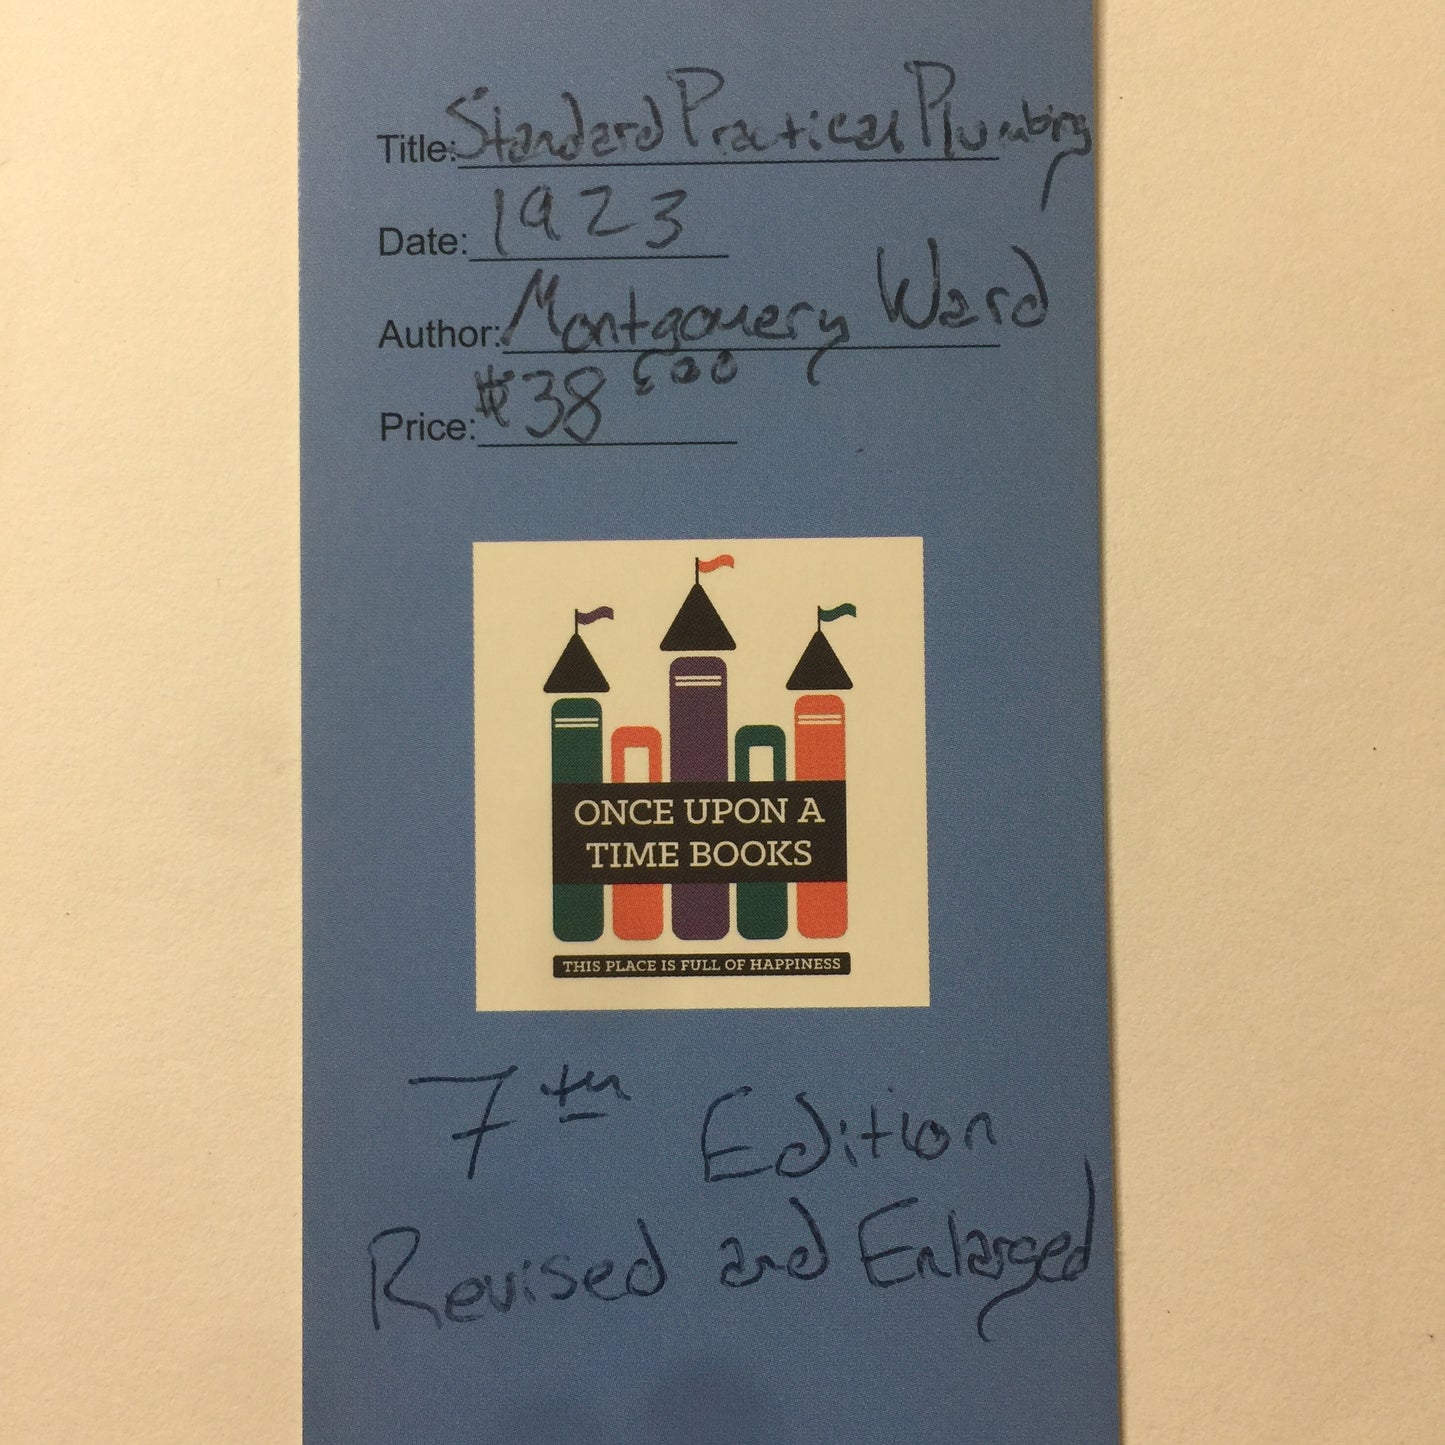 Title: Standard Practical Plumbing
Date: 1923
Author: Montgomery Ward
Price: $38
ONCE UPON A
TIME BOOKS
THIS PLACE IS FULL OF HAPPINESS
7th Edition
Revised and Enlarged